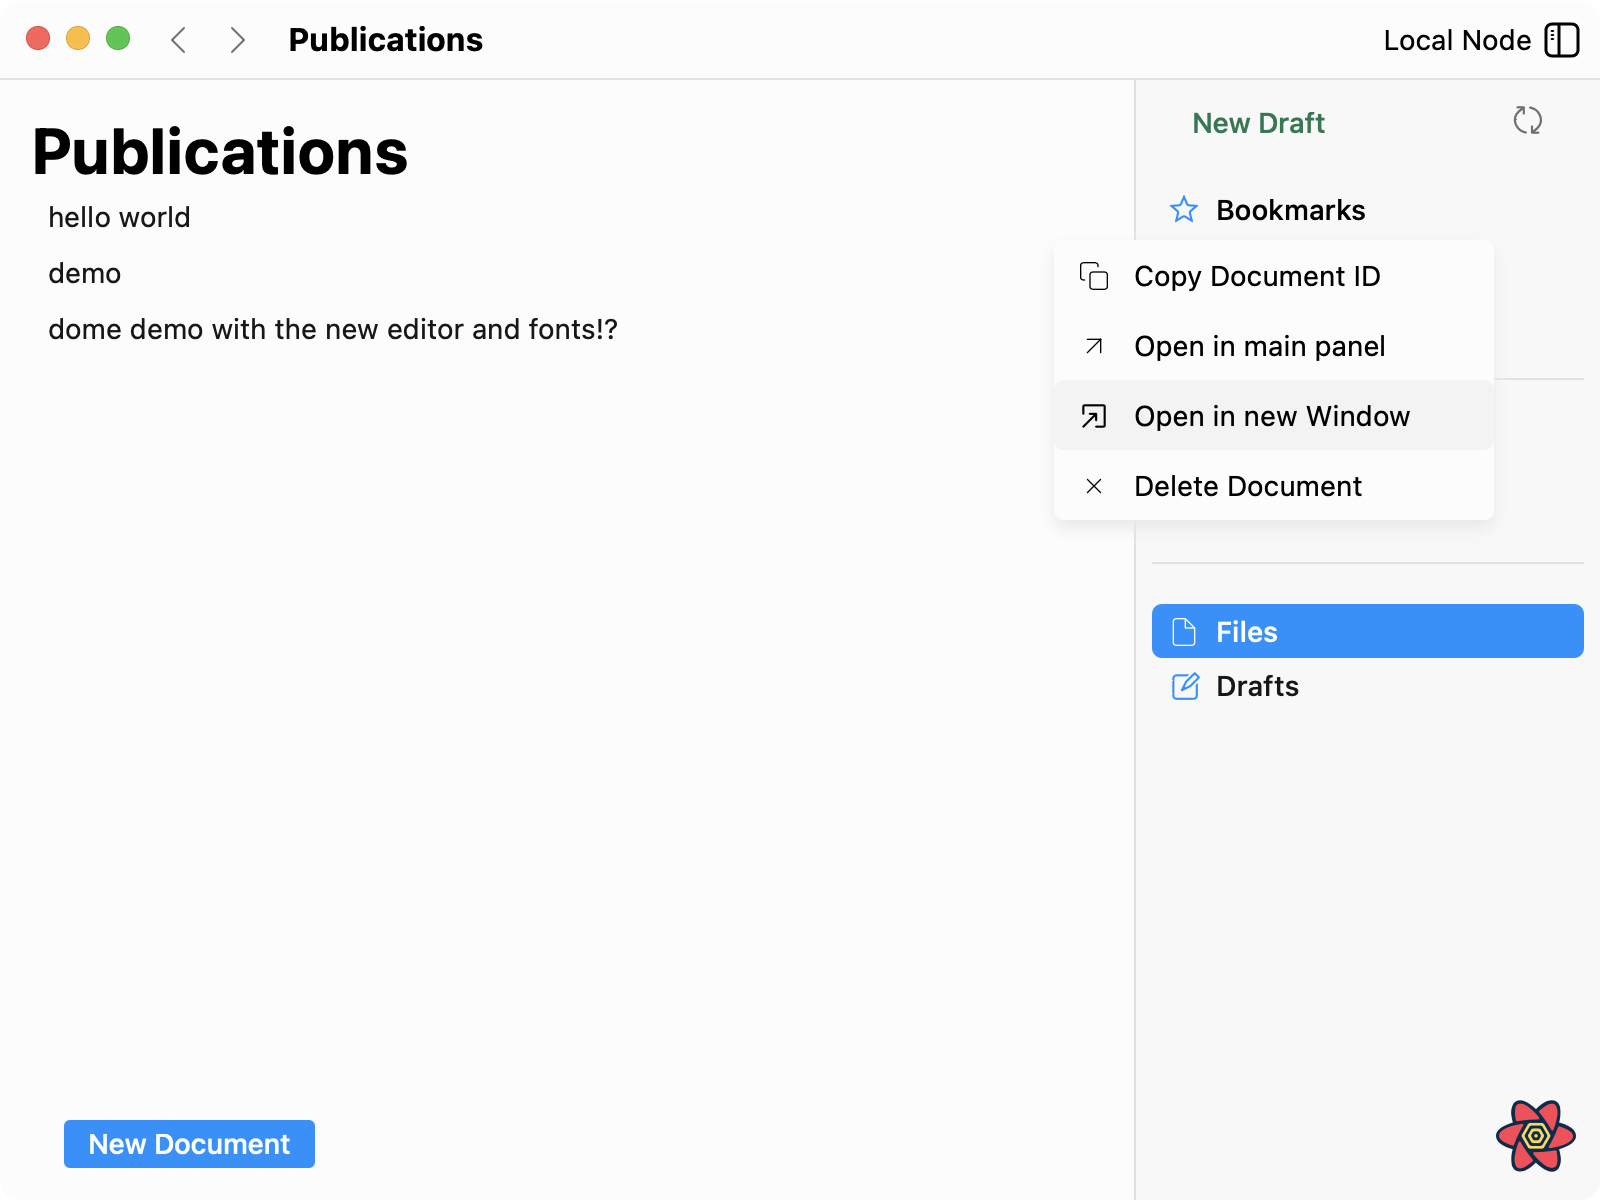 Publications
Local Node
Publications
hello world
demo
dome demo with the new editor and fonts!?
New Document
New Draft
Bookmarks
Copy Document ID
Open in main panel
Open in new Window
Delete Document
Files
Drafts